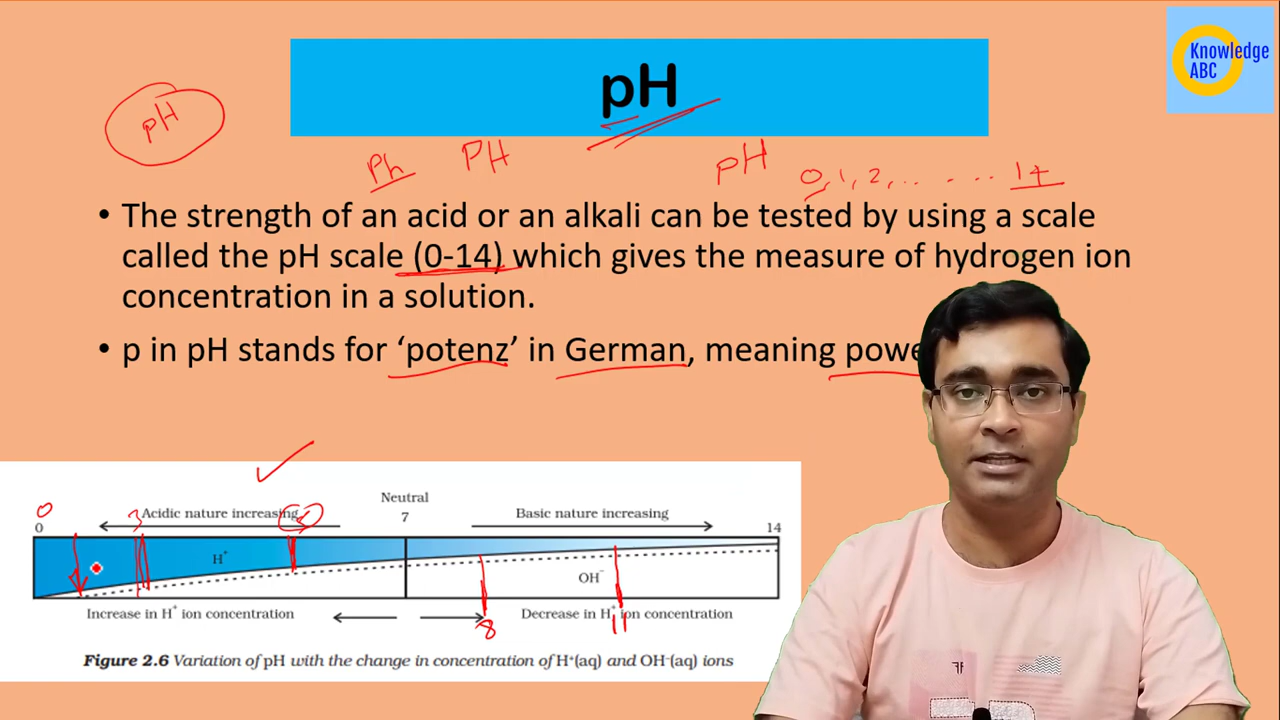 Knowledge
ABC
pH
pH
Ph PH pH 0, 1, 2, .. . .. 14
• The strength of an acid or an alkali can be tested by using a scale
called the pH scale (0-14) which gives the measure of hydrogen ion
concentration in a solution.
• p in pH stands for ‘potenz’ in German, meaning
0 3
Acidic nature increasing
Neutral
Basic nature increasing
0 7 14
H+
OH-
Increase in H+ ion concentration
Decrease in H+ ion concentration
8 11
Figure 2.6 Variation of pH with the change in concentration of H+(aq) and OH-(aq) ions